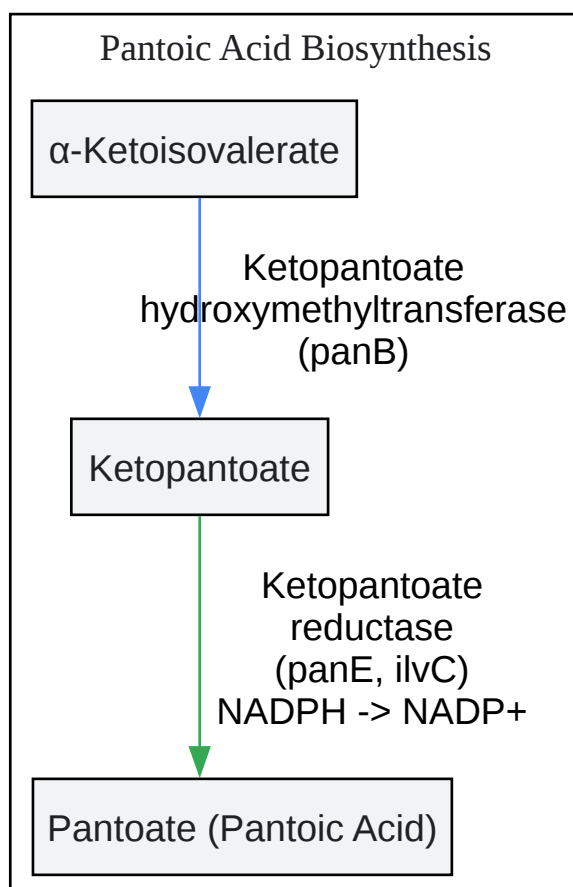 Pantoic Acid Biosynthesis
α-Ketoisovalerate
Ketopantoate
hydroxymethyltransferase
(panB)
Ketopantoate
Ketopantoate
reductase
(panE, ilvC)
NADPH -> NADP+
Pantoate (Pantoic Acid)